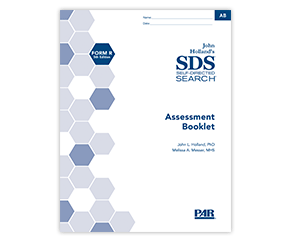 Name
AB
Date
FORM R
5th Edition
John
Holland's
SDS
SELF-DIRECTED
SEARCH
Assessment
Booklet
John L. Holland, PhD
Melissa A. Messer, MHS
PAR